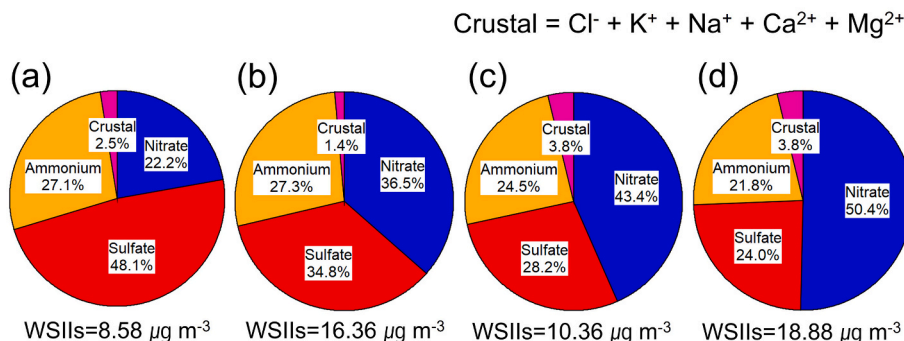 Crustal = Cl⁻ + K⁺ + Na⁺ + Ca²⁺ + Mg²⁺
(a)
Crustal
2.5%
Nitrate
22.2%
Ammonium
27.1%
Sulfate
48.1%
WSIIs=8.58 µg m⁻³
(b)
Crustal
1.4%
Nitrate
36.5%
Ammonium
27.3%
Sulfate
34.8%
WSIIs=16.36 µg m⁻³
(c)
Crustal
3.8%
Nitrate
43.4%
Ammonium
24.5%
Sulfate
28.2%
WSIIs=10.36 µg m⁻³
(d)
Crustal
3.8%
Nitrate
50.4%
Ammonium
21.8%
Sulfate
24.0%
WSIIs=18.88 µg m⁻³